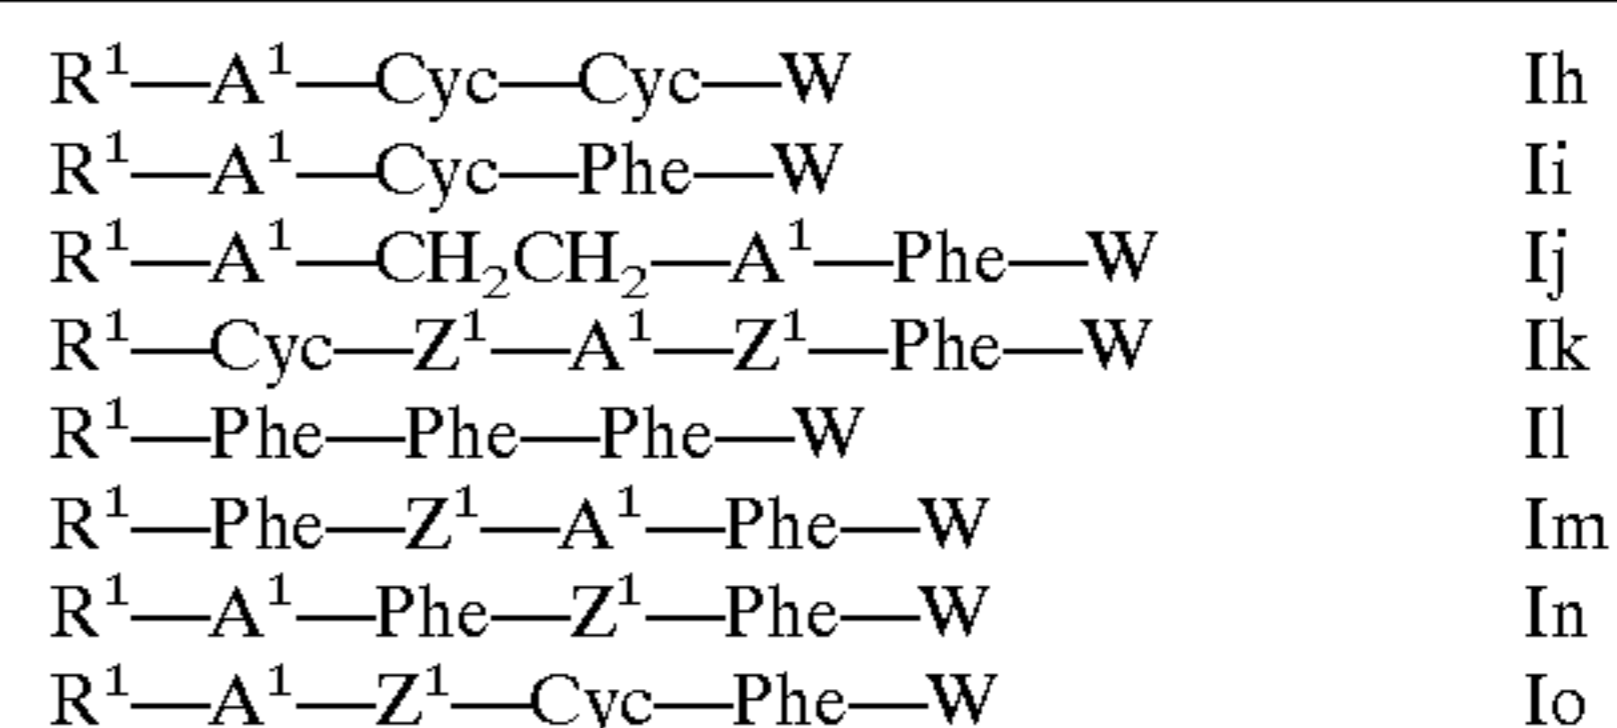 R¹—A¹—Cyc—Cyc—W Ih
R¹—A¹—Cyc—Phe—W Ii
R¹—A¹—CH₂CH₂—A¹—Phe—W Ij
R¹—Cyc—Z¹—A¹—Z¹—Phe—W Ik
R¹—Phe—Phe—Phe—W Il
R¹—Phe—Z¹—A¹—Phe—W Im
R¹—A¹—Phe—Z¹—Phe—W In
R¹—A¹—Z¹—Cyc—Phe—W Io